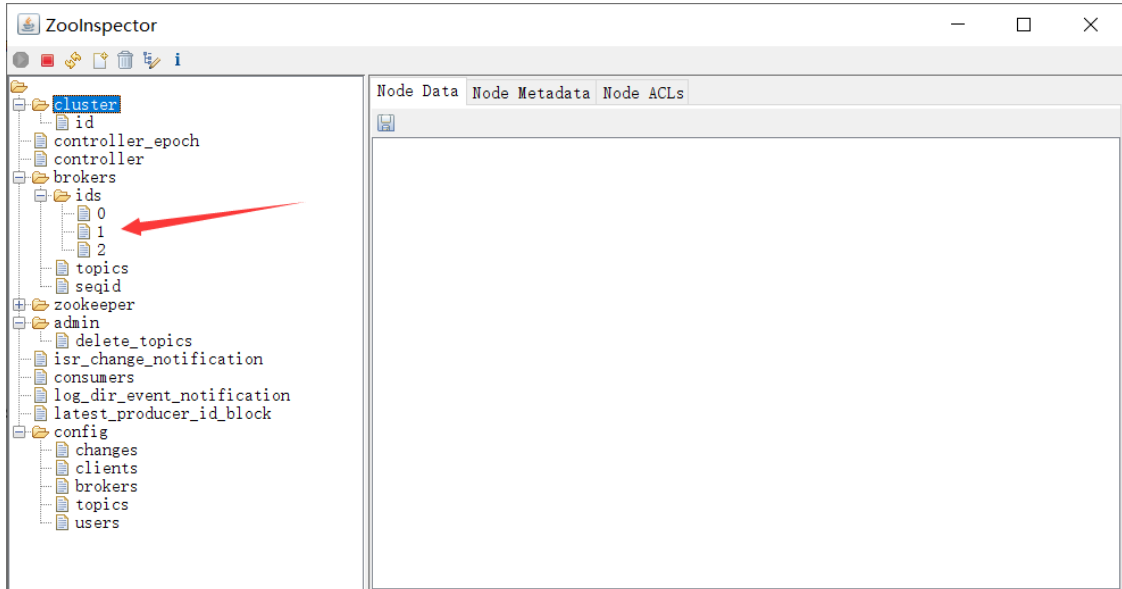 ZooInspector
Node Data Node Metadata Node ACLs
cluster
id
controller_epoch
controller
brokers
ids
0
1
2
topics
seqid
zookeeper
admin
delete_topics
isr_change_notification
consumers
log_dir_event_notification
latest_producer_id_block
config
changes
clients
brokers
topics
users